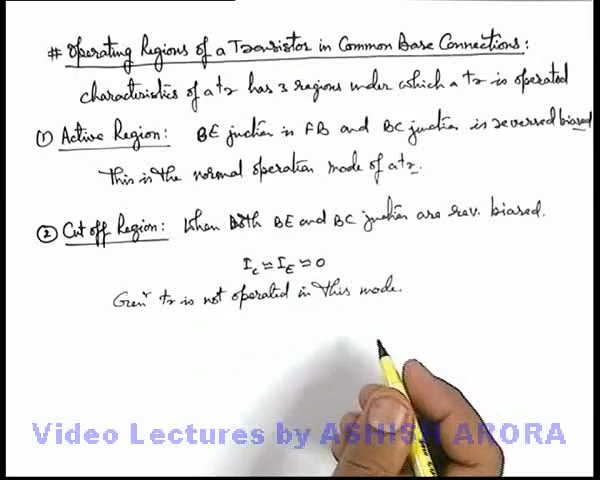 # Operating Regions of a Transistor in Common Base Connections:
characteristics of a tr has 3 regions under which a tr is operated
① Active Region: BE junction is FB and BC junction is reversed biased
This is the normal operation mode of a tr.
② Cut off Region: When Both BE and BC junction are rev. biased.
I_C ≃ I_E ≃ 0
Gen^r tr is not operated in this mode.
Video Lectures by ASHISH ARORA